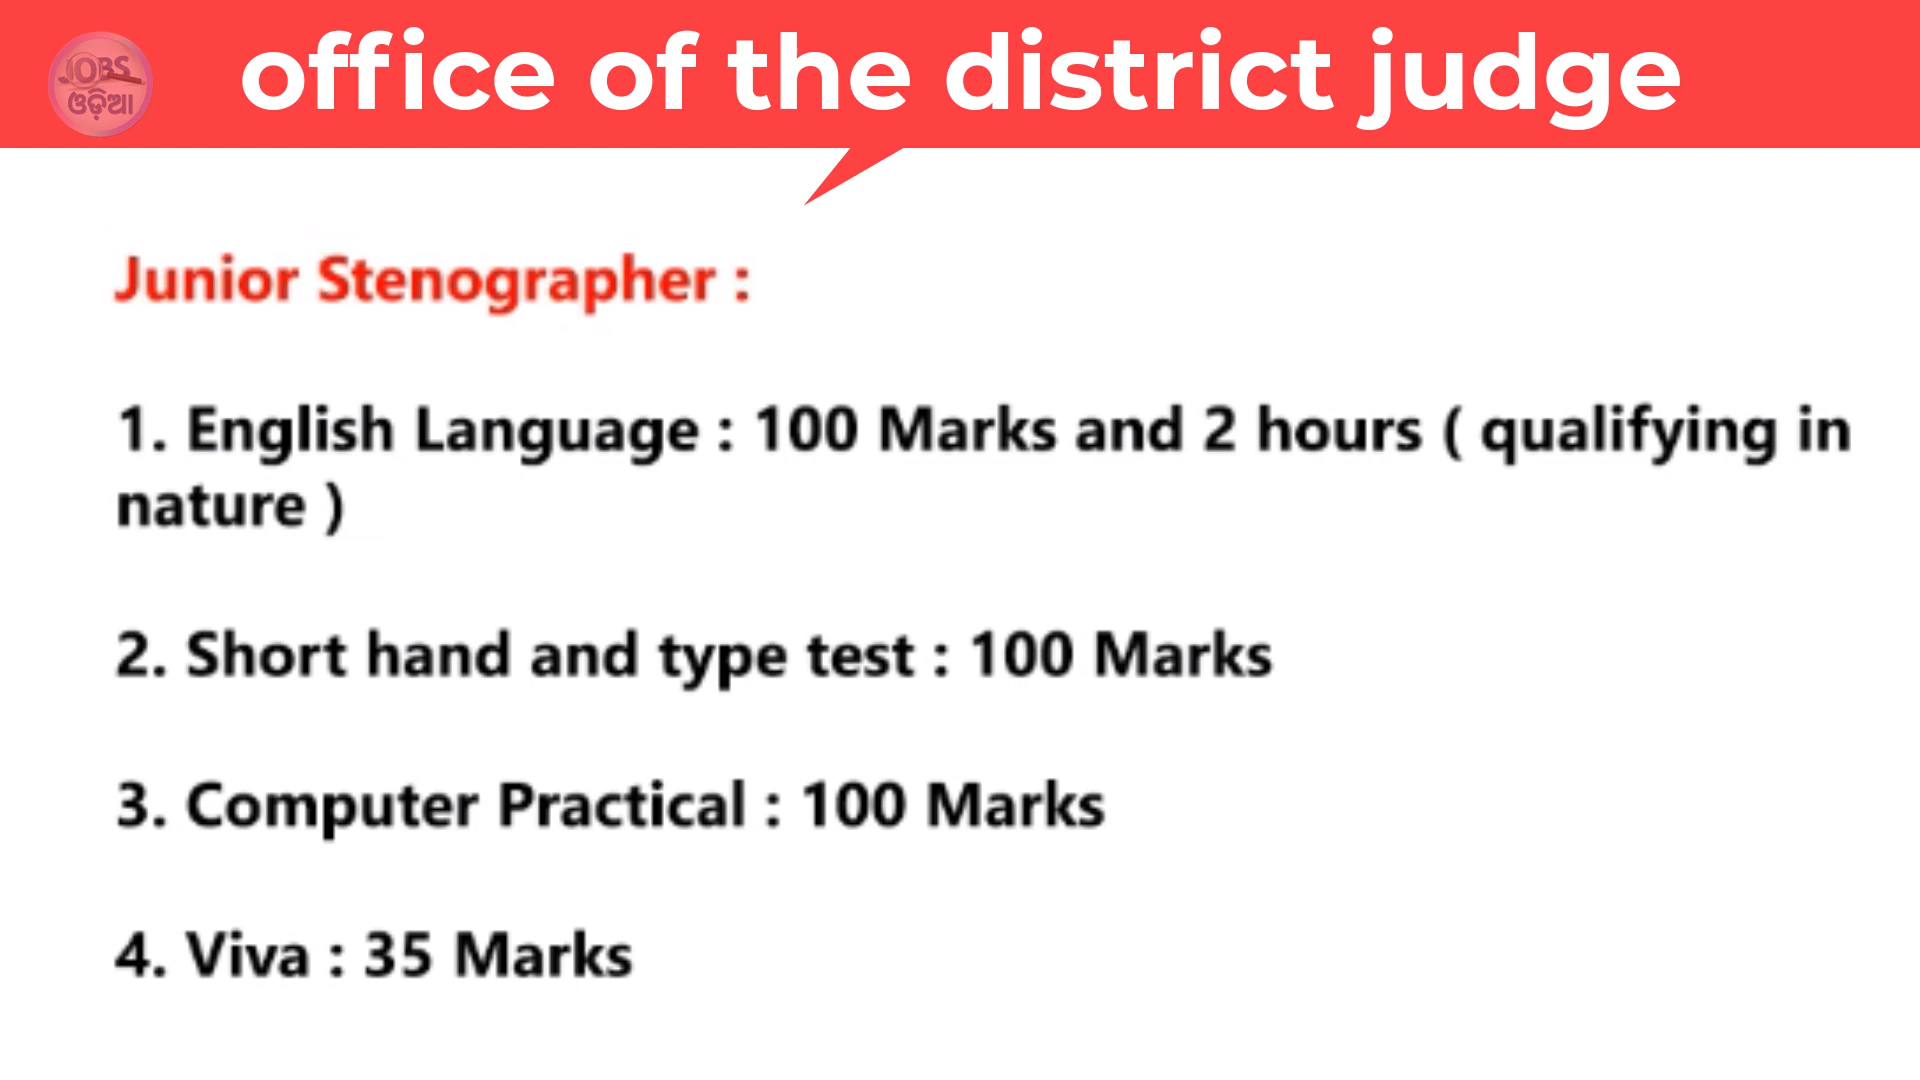 JOBS
ଓଡ଼ିଆ
office of the district judge
Junior Stenographer :
1. English Language : 100 Marks and 2 hours ( qualifying in
nature )
2. Short hand and type test : 100 Marks
3. Computer Practical : 100 Marks
4. Viva : 35 Marks